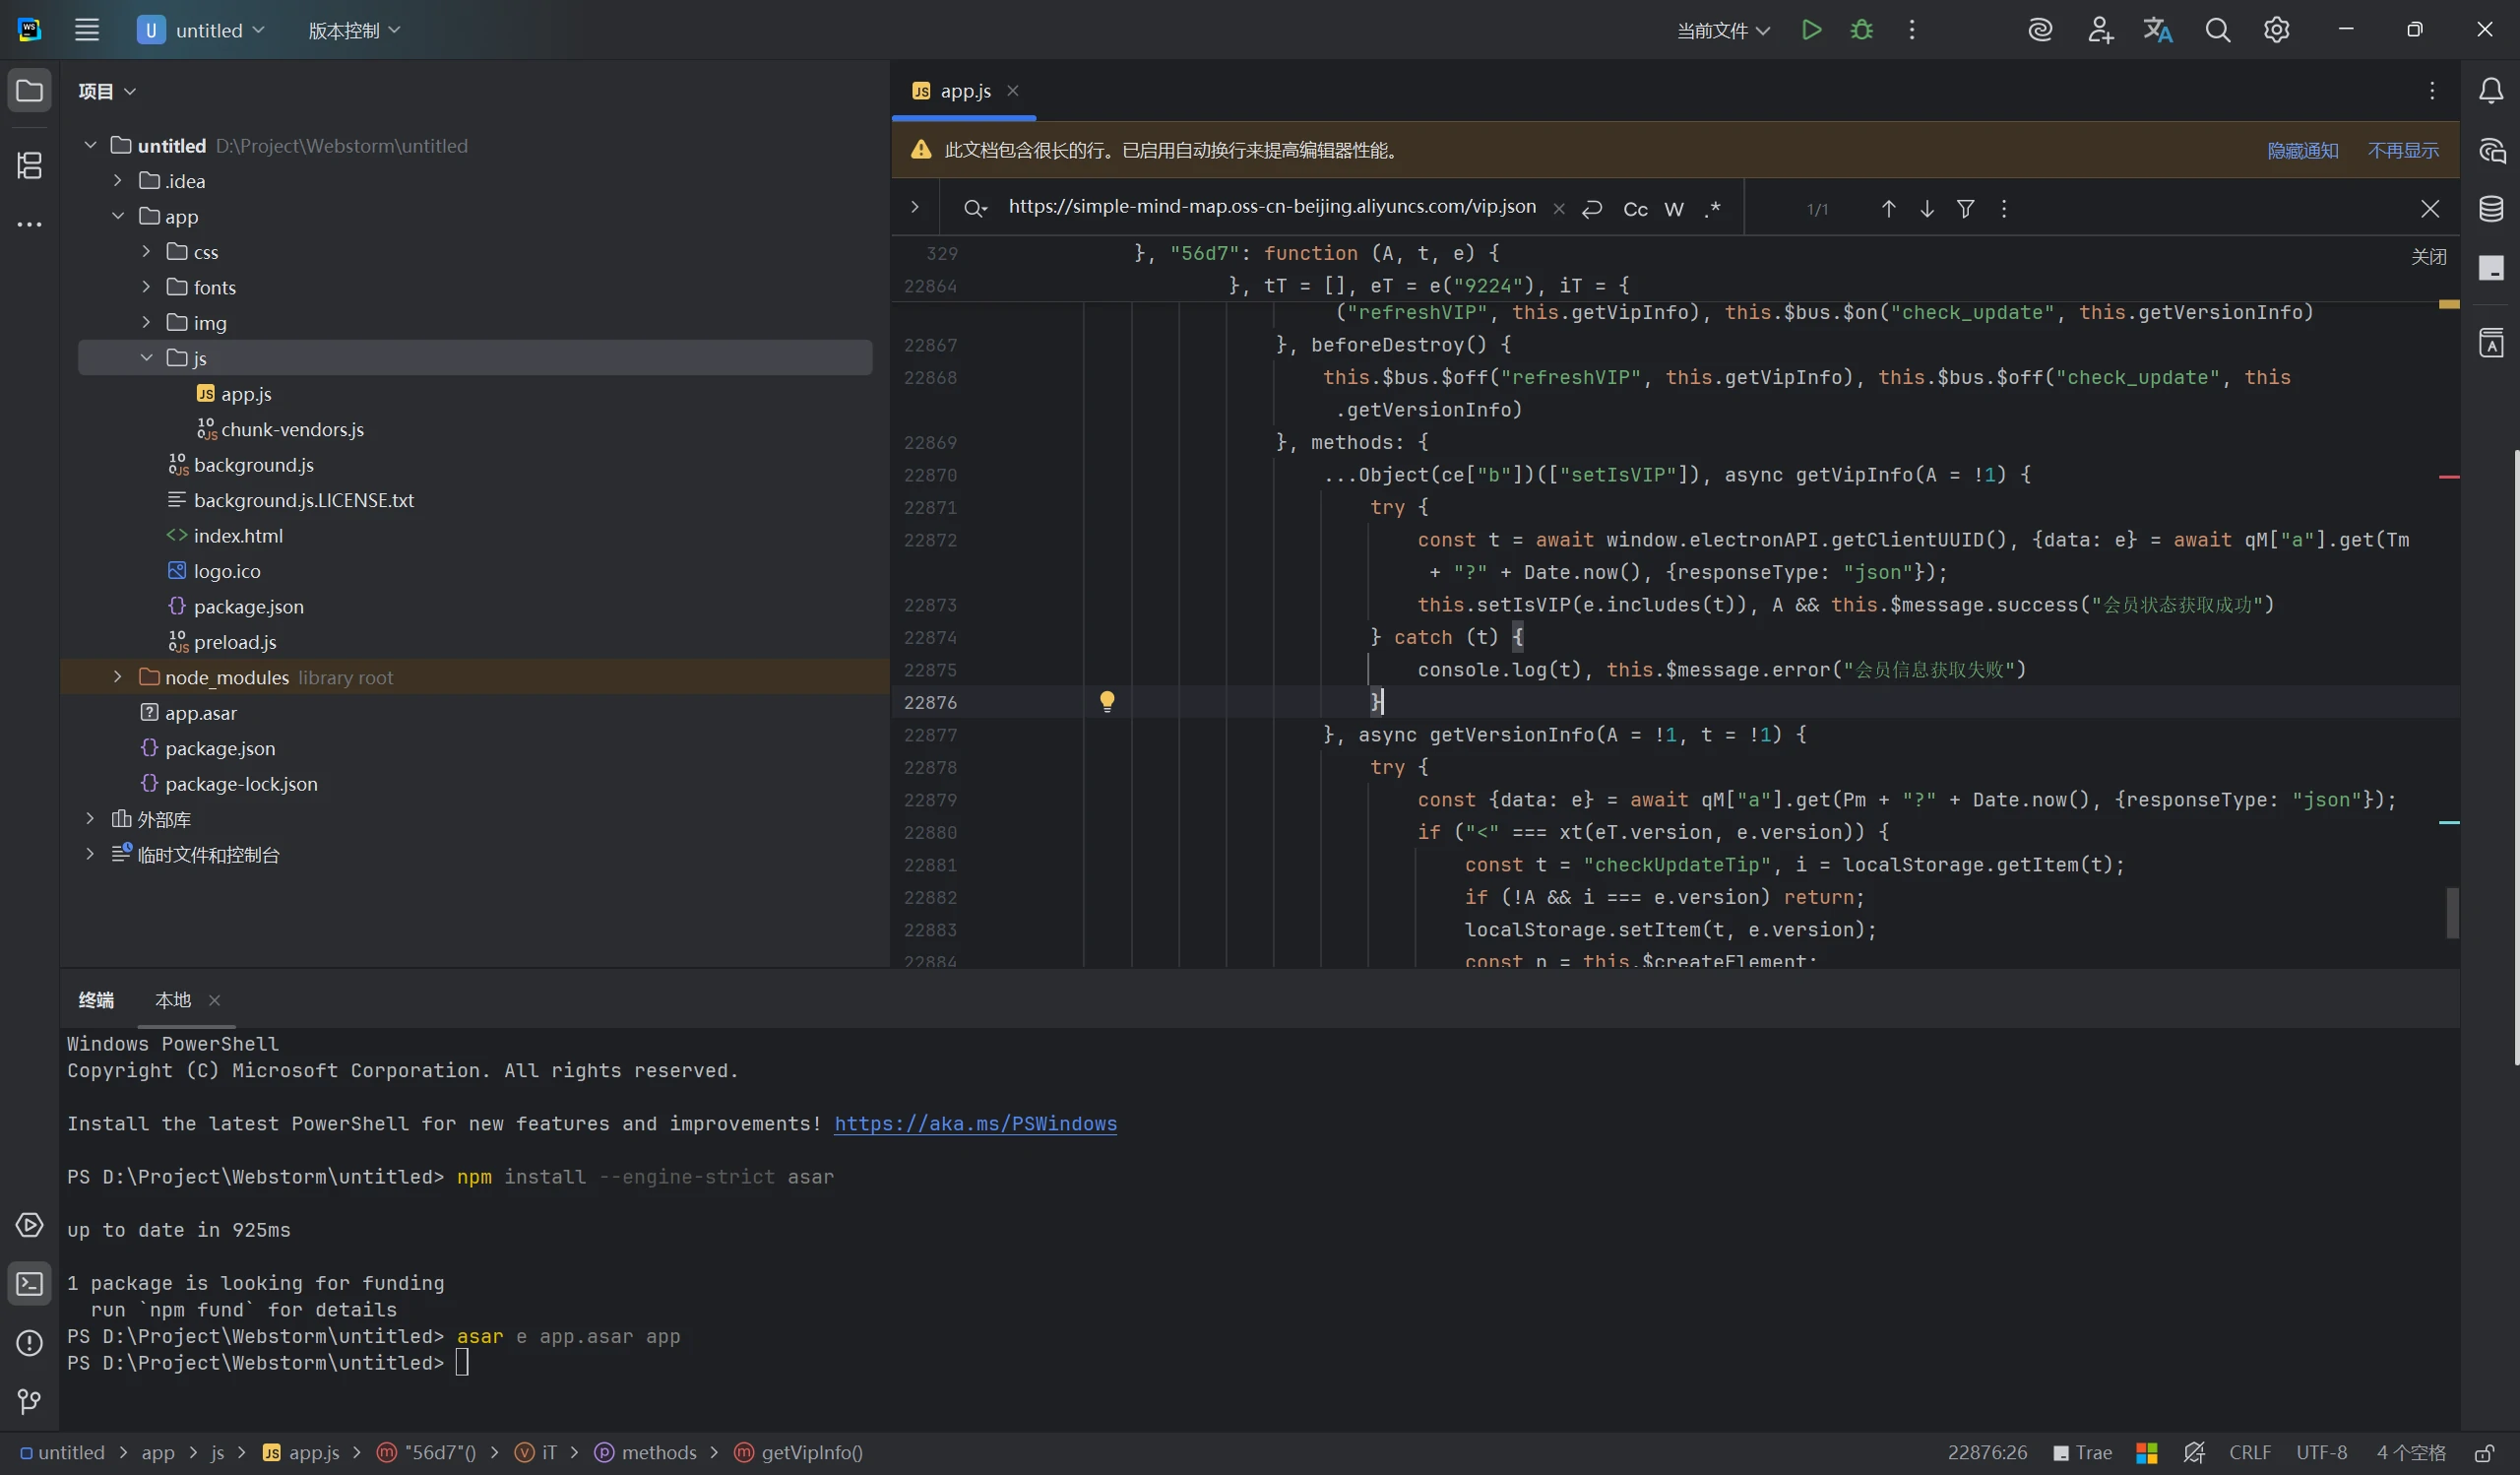 WS
U untitled
版本控制
当前文件
项目
untitled D:\Project\Webstorm\untitled
.idea
app
css
fonts
img
js
app.js
chunk-vendors.js
background.js
background.js.LICENSE.txt
index.html
logo.ico
package.json
preload.js
node_modules library root
app.asar
package.json
package-lock.json
外部库
临时文件和控制台
JS app.js
此文档包含很长的行。已启用自动换行来提高编辑器性能。 隐藏通知 不再显示
https://simple-mind-map.oss-cn-beijing.aliyuncs.com/vip.json Cc W .* 1/1
关闭
329 }, "56d7": function (A, t, e) {
22864 }, tT = [], eT = e("9224"), iT = {
("refreshVIP", this.getVipInfo), this.$bus.$on("check_update", this.getVersionInfo)
22867 }, beforeDestroy() {
22868 this.$bus.$off("refreshVIP", this.getVipInfo), this.$bus.$off("check_update", this
.getVersionInfo)
22869 }, methods: {
22870 ...Object(ce["b"])(["setIsVIP"]), async getVipInfo(A = !1) {
22871 try {
22872 const t = await window.electronAPI.getClientUUID(), {data: e} = await qM["a"].get(Tm
+ "?" + Date.now(), {responseType: "json"});
22873 this.setIsVIP(e.includes(t)), A && this.$message.success("会员状态获取成功")
22874 } catch (t) {
22875 console.log(t), this.$message.error("会员信息获取失败")
22876 }
22877 }, async getVersionInfo(A = !1, t = !1) {
22878 try {
22879 const {data: e} = await qM["a"].get(Pm + "?" + Date.now(), {responseType: "json"});
22880 if ("<" === xt(eT.version, e.version)) {
22881 const t = "checkUpdateTip", i = localStorage.getItem(t);
22882 if (!A && i === e.version) return;
22883 localStorage.setItem(t, e.version);
22884 const n = this.$createElement;
终端 本地
Windows PowerShell
Copyright (C) Microsoft Corporation. All rights reserved.
Install the latest PowerShell for new features and improvements! https://aka.ms/PSWindows
PS D:\Project\Webstorm\untitled> npm install --engine-strict asar
up to date in 925ms
1 package is looking for funding
run `npm fund` for details
PS D:\Project\Webstorm\untitled> asar e app.asar app
PS D:\Project\Webstorm\untitled>
untitled > app > js > JS app.js > m "56d7"() > v iT > p methods > m getVipInfo()
22876:26 Trae CRLF UTF-8 4 个空格